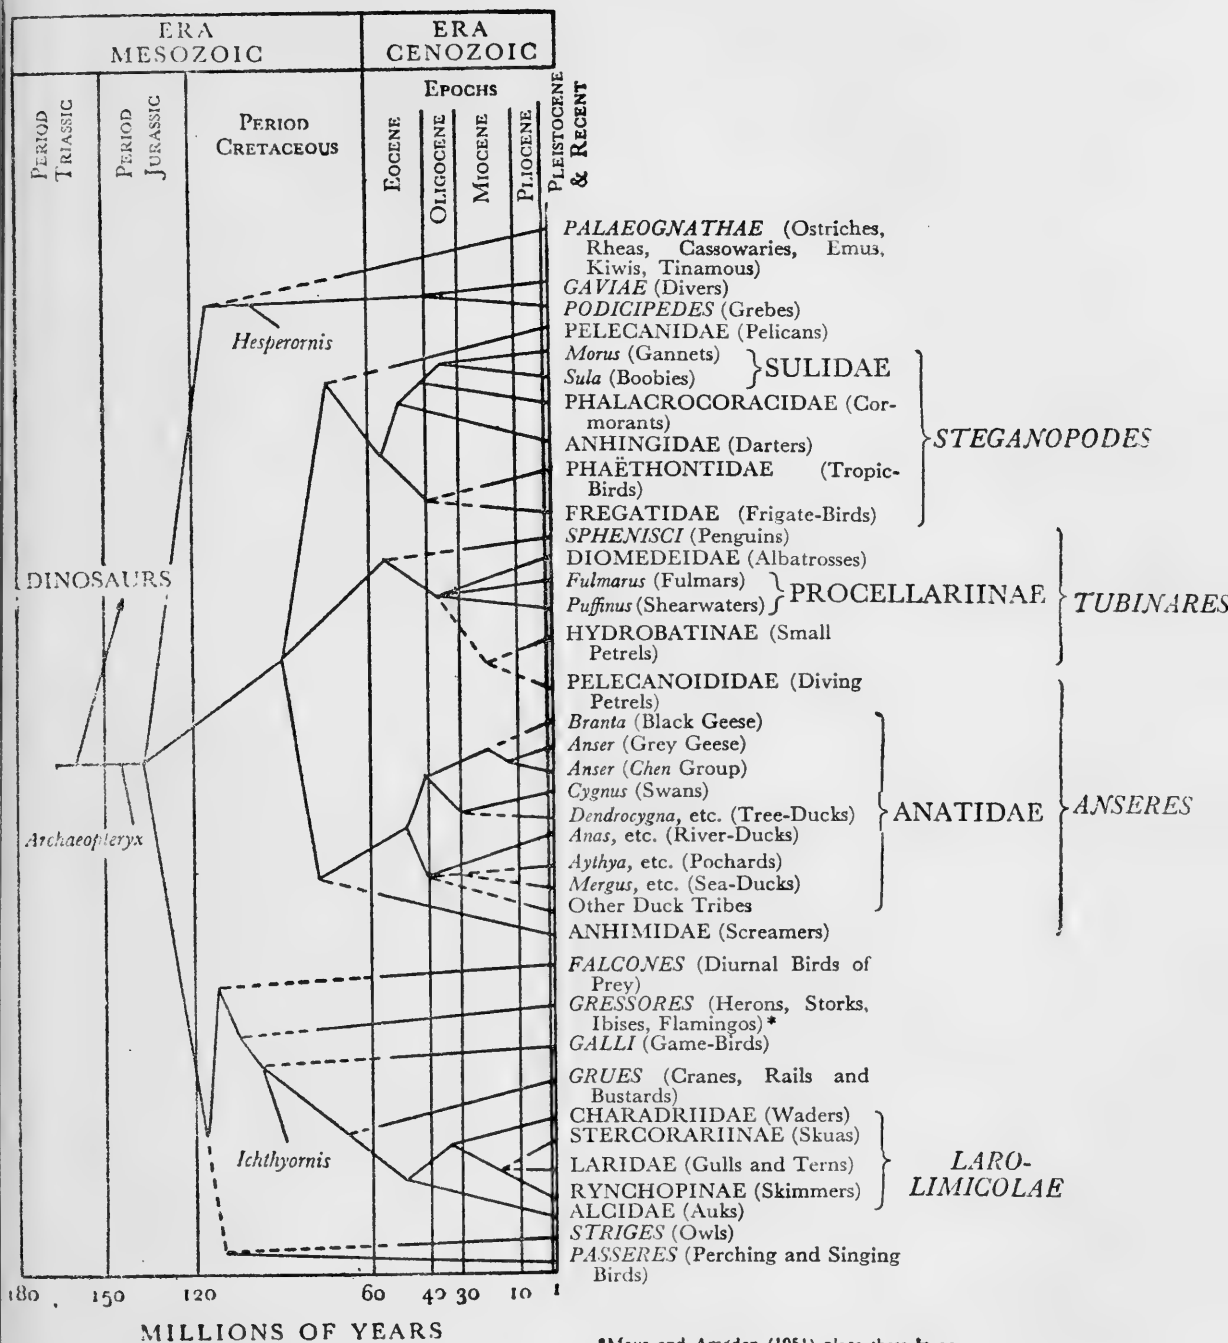 ERA
MESOZOIC
ERA
CENOZOIC
PERIOD
TRIASSIC
PERIOD
JURASSIC
PERIOD
CRETACEOUS
EPOCHS
EOCENE
OLIGOCENE
MIOCENE
PLIOCENE
PLEISTOCENE
& RECENT
PALAEOGNATHAE (Ostriches,
Rheas, Cassowaries, Emus,
Kiwis, Tinamous)
GAVIAE (Divers)
PODICIPEDES (Grebes)
Hesperornis
PELECANIDAE (Pelicans)
Morus (Gannets)
Sula (Boobies)
SULIDAE
PHALACROCORACIDAE (Cor-
morants)
ANHINGIDAE (Darters)
STEGANOPODES
PHAËTHONTIDAE (Tropic-
Birds)
FREGATIDAE (Frigate-Birds)
SPHENISCI (Penguins)
DIOMEDEIDAE (Albatrosses)
DINOSAURS
Fulmarus (Fulmars)
Puffinus (Shearwaters)
PROCELLARIINAE
TUBINARES
HYDROBATINAE (Small
Petrels)
PELECANOIDIDAE (Diving
Petrels)
Branta (Black Geese)
Anser (Grey Geese)
Anser (Chen Group)
Cygnus (Swans)
Dendrocygna, etc. (Tree-Ducks)
ANATIDAE
ANSERES
Archaeopteryx
Anas, etc. (River-Ducks)
Aythya, etc. (Pochards)
Mergus, etc. (Sea-Ducks)
Other Duck Tribes
ANHIMIDAE (Screamers)
FALCONES (Diurnal Birds of
Prey)
GRESSORES (Herons, Storks,
Ibises, Flamingos)*
GALLI (Game-Birds)
GRUES (Cranes, Rails and
Bustards)
CHARADRIIDAE (Waders)
STERCORARIINAE (Skuas)
Ichthyornis
LARIDAE (Gulls and Terns)
LARO-
LIMICOLAE
RYNCHOPINAE (Skimmers)
ALCIDAE (Auks)
STRIGES (Owls)
PASSERES (Perching and Singing
Birds)
180 150 120 60 40 30 10 1
MILLIONS OF YEARS